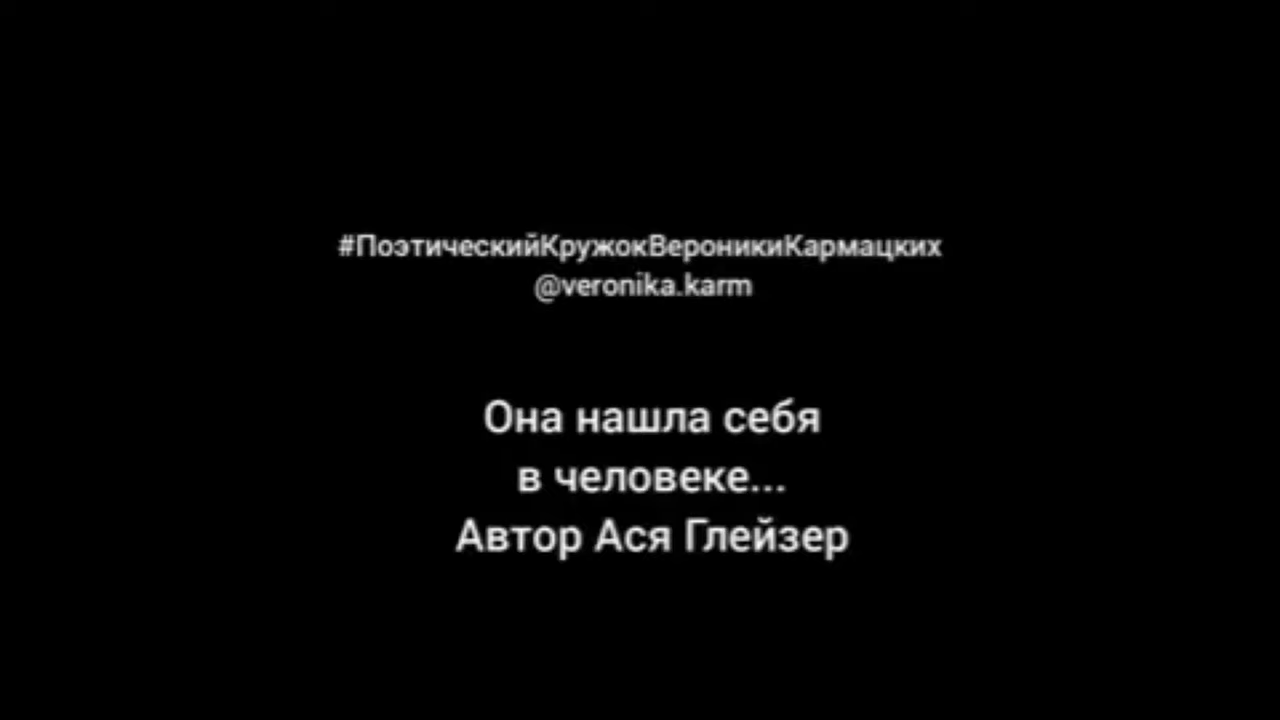 #ПоэтическийКружокВероникиКармацких
@veronika.karm
Она нашла себя
в человеке...
Автор Ася Глейзер